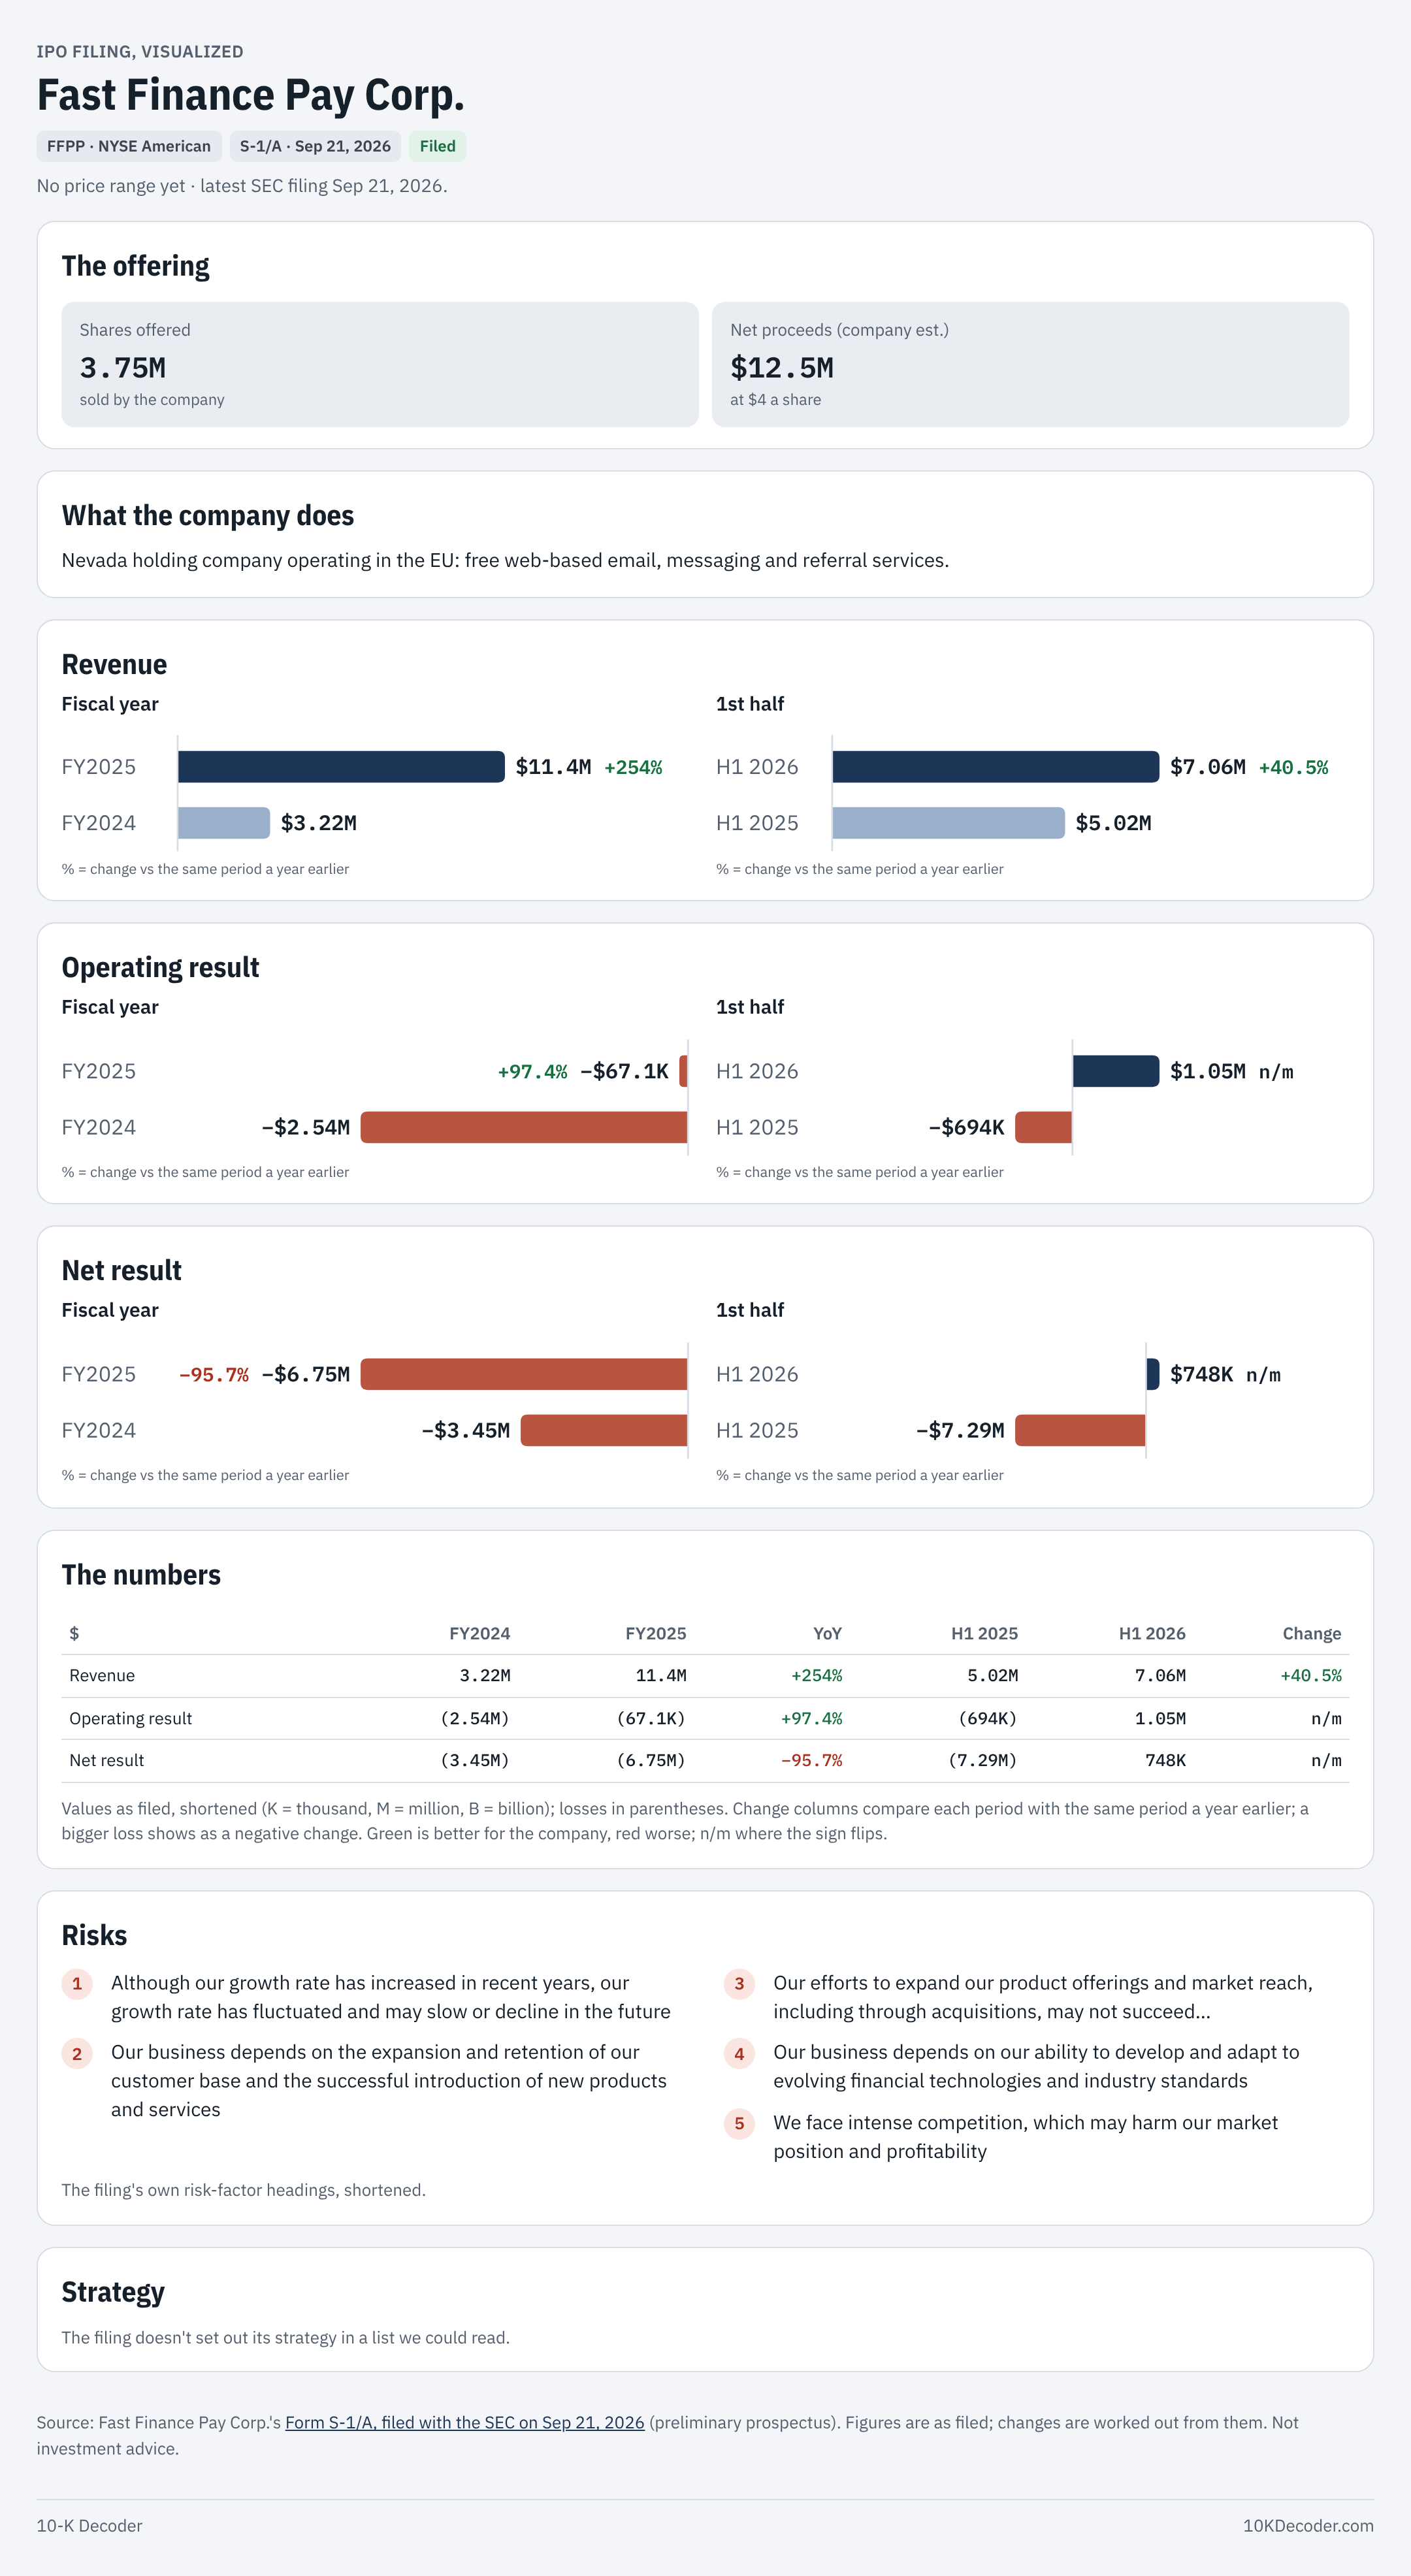 IPO FILING, VISUALIZED
Fast Finance Pay Corp.
FFPP · NYSE American
S-1/A · Sep 21, 2026
Filed
No price range yet · latest SEC filing Sep 21, 2026.
The offering
Shares offered
3.75M
sold by the company
Net proceeds (company est.)
$12.5M
at $4 a share
What the company does
Nevada holding company operating in the EU: free web-based email, messaging and referral services.
Revenue
Fiscal year
FY2025 $11.4M +254%
FY2024 $3.22M
% = change vs the same period a year earlier
1st half
H1 2026 $7.06M +40.5%
H1 2025 $5.02M
% = change vs the same period a year earlier
Operating result
Fiscal year
FY2025 +97.4% −$67.1K
FY2024 −$2.54M
% = change vs the same period a year earlier
1st half
H1 2026 $1.05M n/m
H1 2025 −$694K
% = change vs the same period a year earlier
Net result
Fiscal year
FY2025 −95.7% −$6.75M
FY2024 −$3.45M
% = change vs the same period a year earlier
1st half
H1 2026 $748K n/m
H1 2025 −$7.29M
% = change vs the same period a year earlier
The numbers
$ FY2024 FY2025 YoY H1 2025 H1 2026 Change
Revenue 3.22M 11.4M +254% 5.02M 7.06M +40.5%
Operating result (2.54M) (67.1K) +97.4% (694K) 1.05M n/m
Net result (3.45M) (6.75M) −95.7% (7.29M) 748K n/m
Values as filed, shortened (K = thousand, M = million, B = billion); losses in parentheses. Change columns compare each period with the same period a year earlier; a
bigger loss shows as a negative change. Green is better for the company, red worse; n/m where the sign flips.
Risks
1 Although our growth rate has increased in recent years, our
growth rate has fluctuated and may slow or decline in the future
2 Our business depends on the expansion and retention of our
customer base and the successful introduction of new products
and services
3 Our efforts to expand our product offerings and market reach,
including through acquisitions, may not succeed…
4 Our business depends on our ability to develop and adapt to
evolving financial technologies and industry standards
5 We face intense competition, which may harm our market
position and profitability
The filing's own risk-factor headings, shortened.
Strategy
The filing doesn't set out its strategy in a list we could read.
Source: Fast Finance Pay Corp.'s Form S-1/A, filed with the SEC on Sep 21, 2026 (preliminary prospectus). Figures are as filed; changes are worked out from them. Not
investment advice.
10-K Decoder
10KDecoder.com